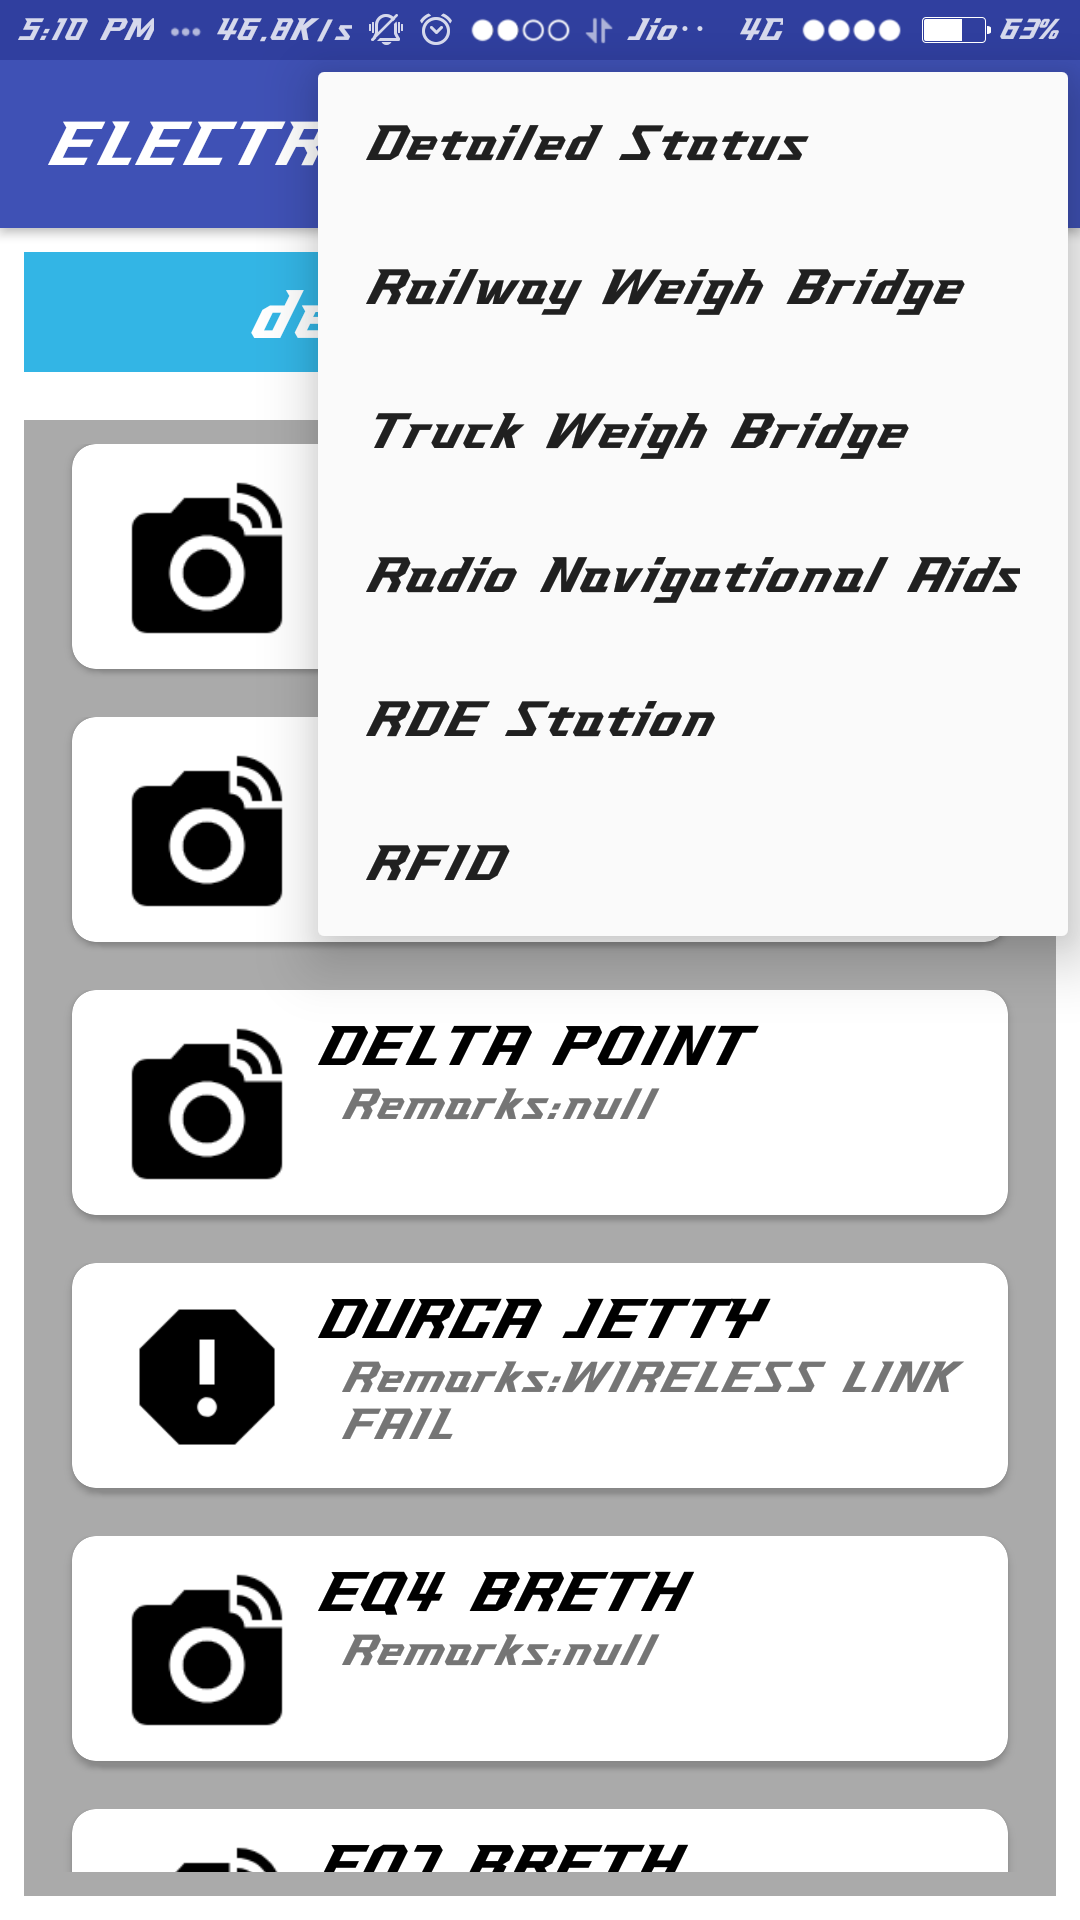 5:10 PM ... 46.8K/s Jio 4G 63%
ELECTR
Detailed Status
Railway Weigh Bridge
de
Truck Weigh Bridge
Radio Navigational Aids
RDE Station
RFID
DELTA POINT
Remarks:null
DURGA JETTY
Remarks:WIRELESS LINK
FAIL
EQ4 BRETH
Remarks:null
EQ7 BRETH